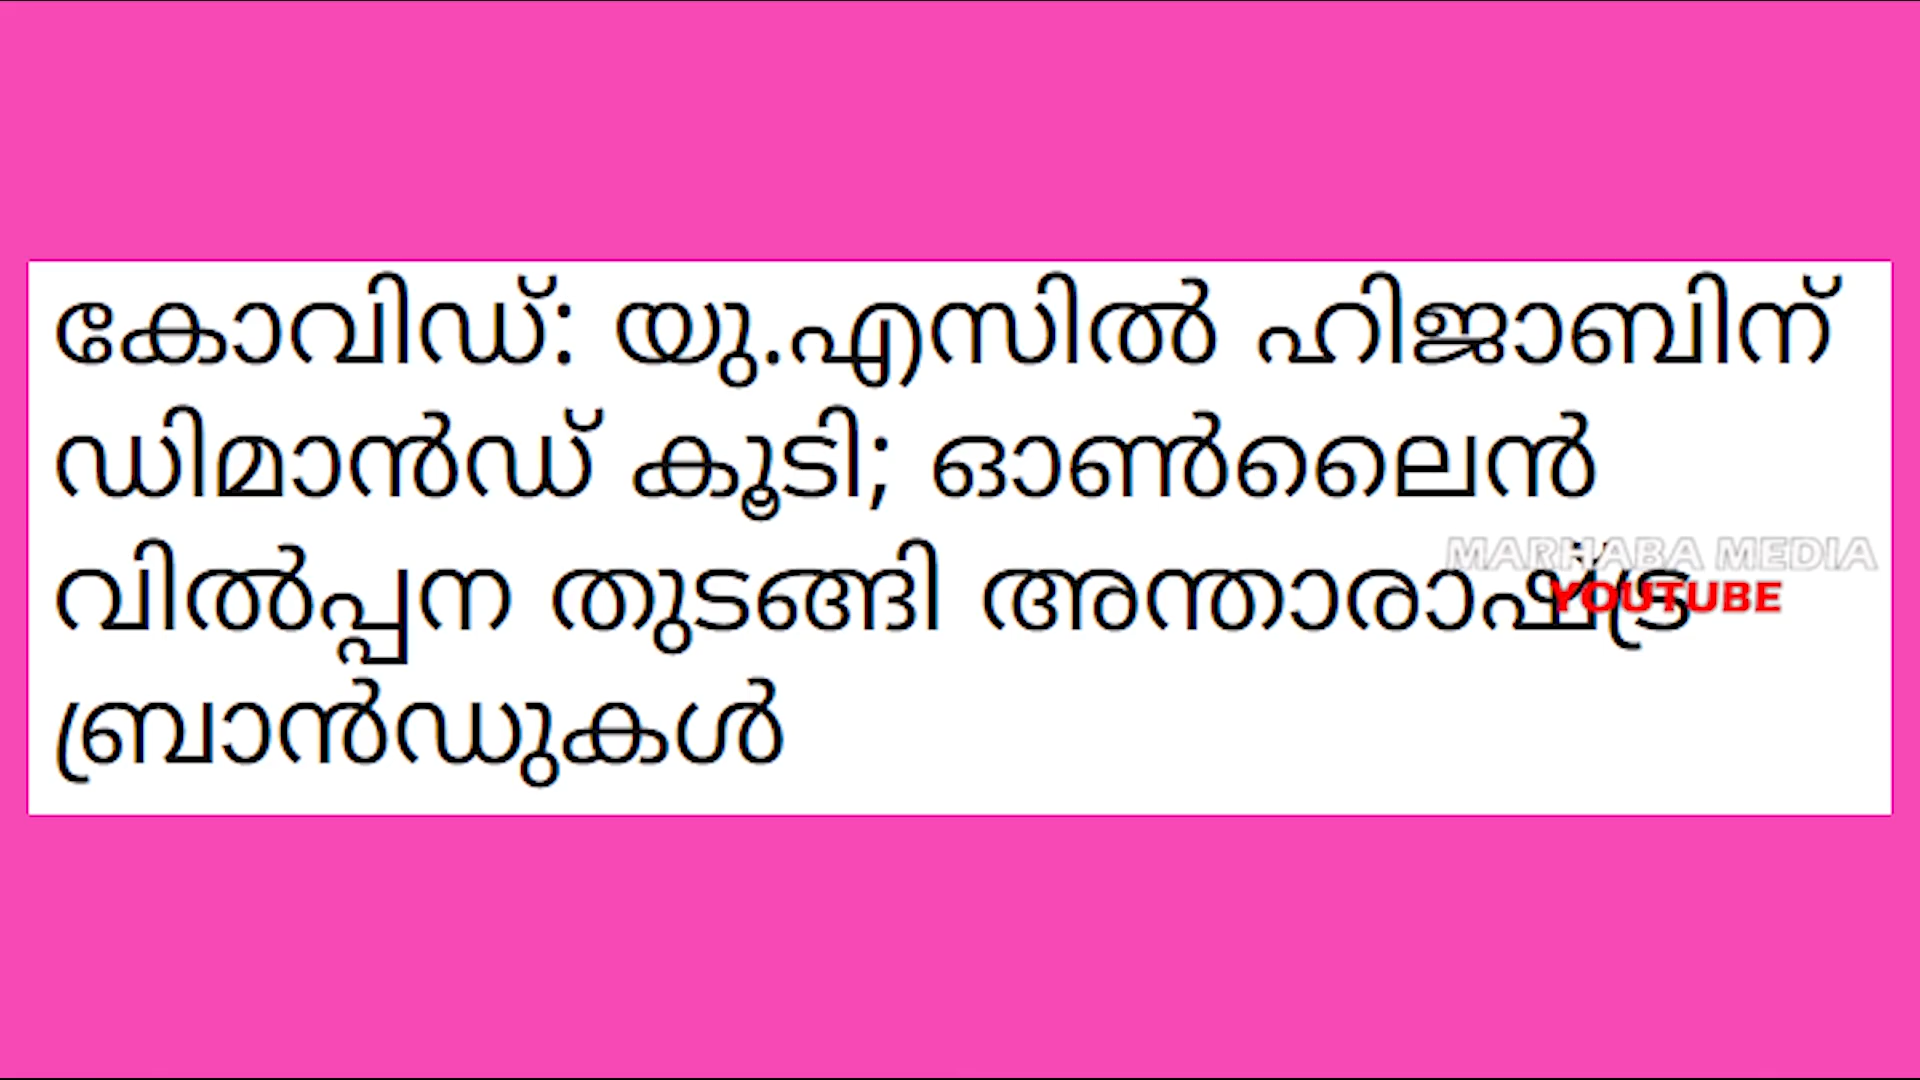 കോവിഡ്: യു.എസിൽ ഹിജാബിന്
ഡിമാൻഡ് കൂടി; ഓൺലൈൻ
വിൽപ്പന തുടങ്ങി അന്താരാഷ്ട്ര
MARHABA MEDIA
YOUTUBE
ബ്രാൻഡുകൾ